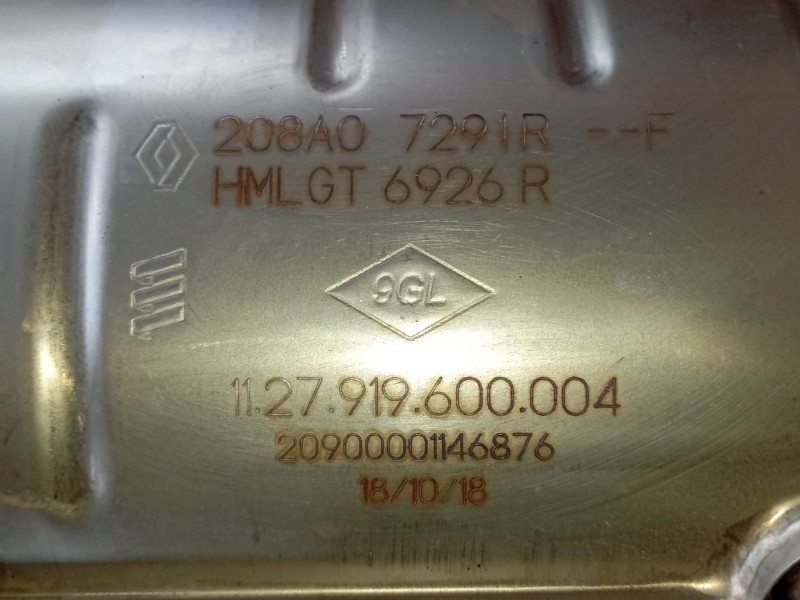 208A0 7291R --F
HMLGT 6926 R
9GL
11.27.919.600.004
20900001146876
18/10/18